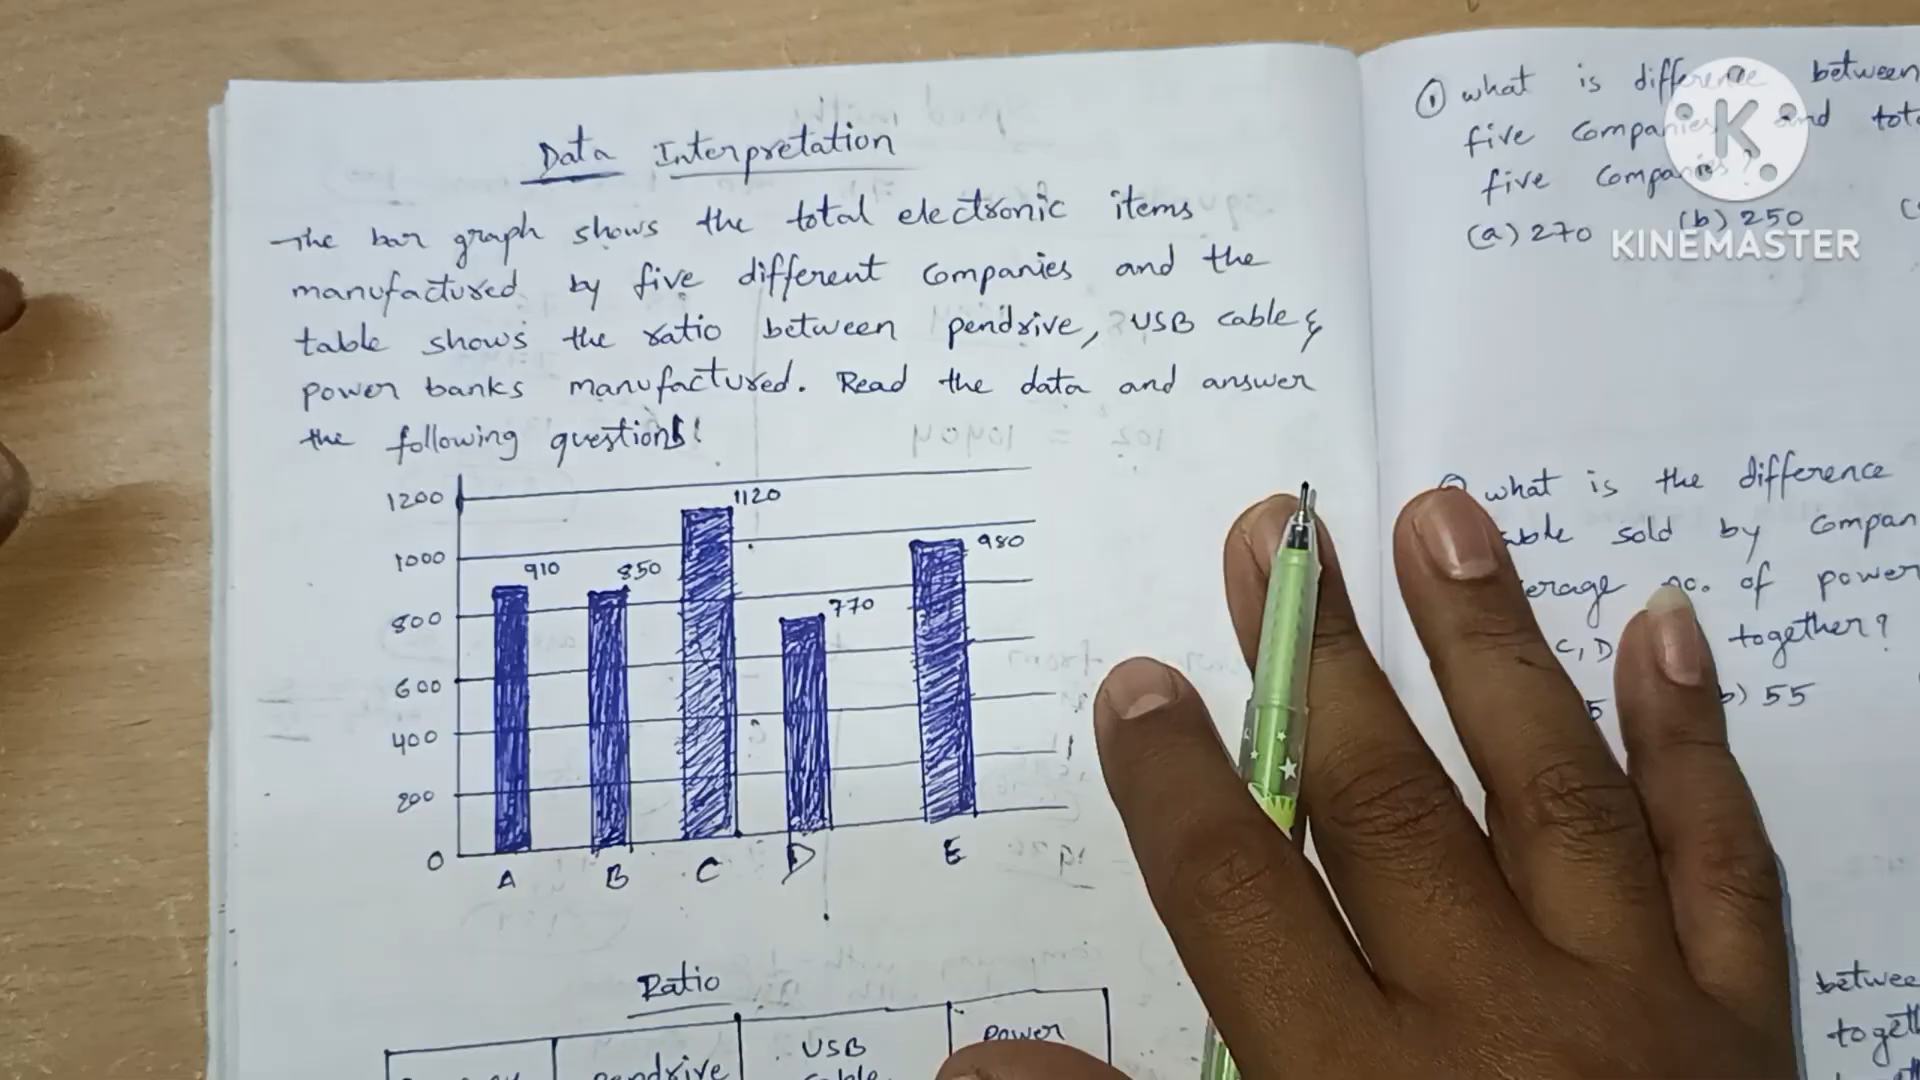 Data Interpretation
The bar graph shows the total electronic items
manufactured by five different companies and the
table shows the ratio between pendrive, USB cable &
power banks manufactured. Read the data and answer
the following questions!
1200
1000
800
600
400
200
0
910
850
1120
770
980
A B C D E
Ratio
pendrive
USB
cable
power
① what is difference between
five companies and
five companies?
(a) 270 (b) 250
what is the difference
sold by
no. of power
C, D together?
b) 55
K
KINEMASTER